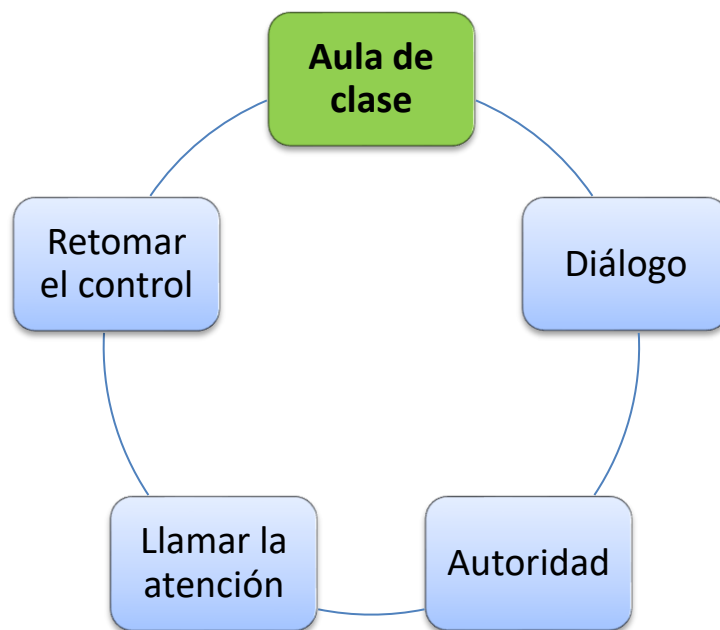 Aula de
clase
Diálogo
Autoridad
Llamar la
atención
Retomar
el control